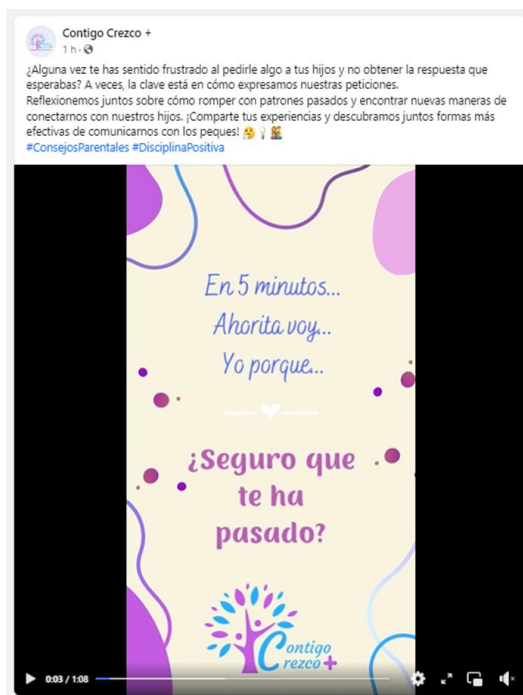 Contigo Crezco +
1 h ·
¿Alguna vez te has sentido frustrado al pedirle algo a tus hijos y no obtener la respuesta que
esperabas? A veces, la clave está en cómo expresamos nuestras peticiones.
Reflexionemos juntos sobre cómo romper con patrones pasados y encontrar nuevas maneras de
conectarnos con nuestros hijos. ¡Comparte tus experiencias y descubramos juntos formas más
efectivas de comunicarnos con los peques!
#ConsejosParentales #DisciplinaPositiva
En 5 minutos...
Ahorita voy...
Yo porque...
¿Seguro que
te ha
pasado?
Contigo
Crezco+
0:03 / 1:08